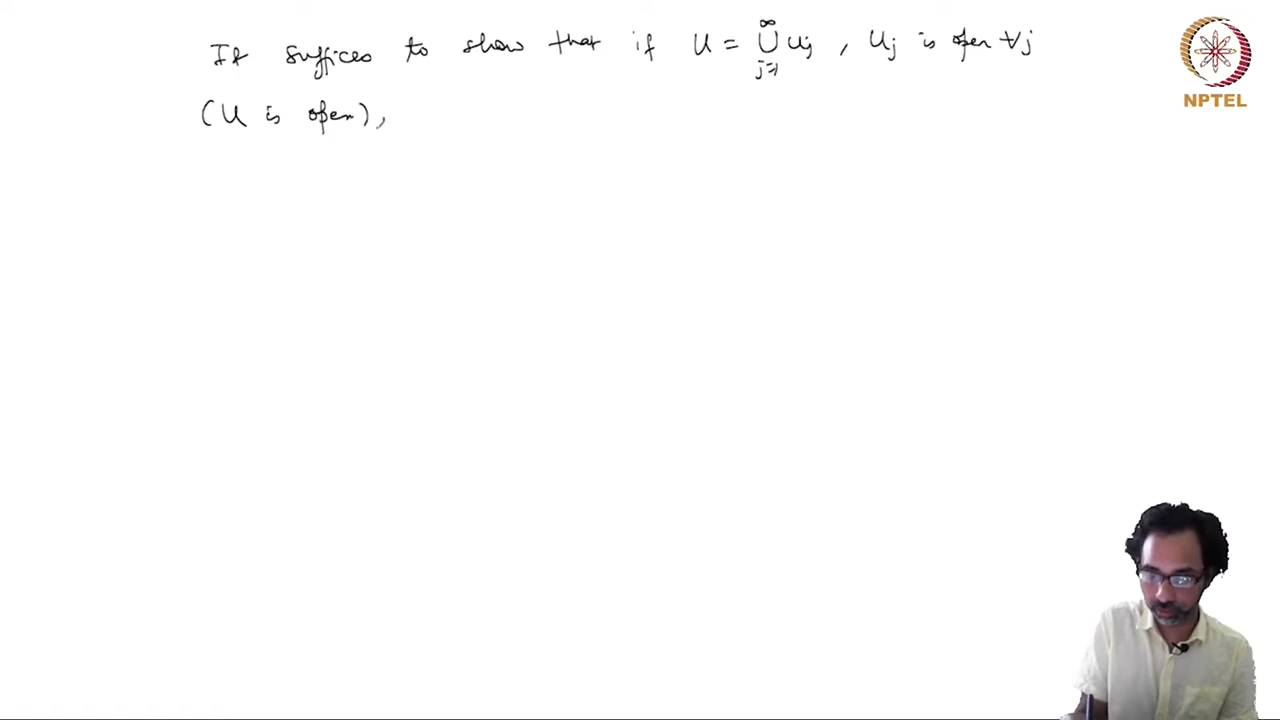 It suffices to show that if U = ∞⋃j=1 Uj , Uj is open ∀j
(U is open),
NPTEL